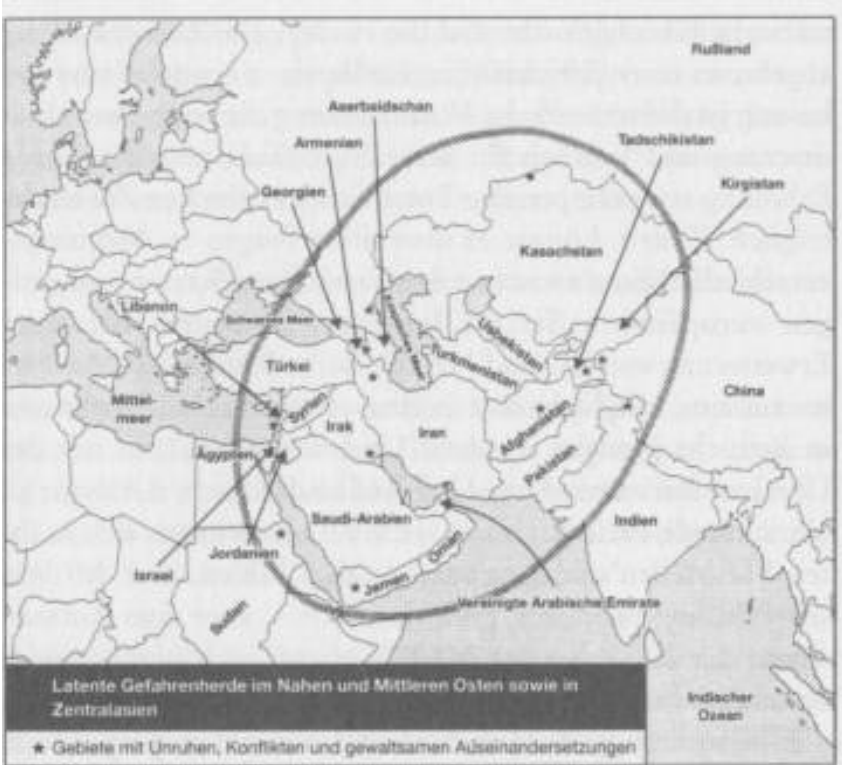 Rußland
Aserbeidschan
Armenien
Tadschikistan
Georgien
Kirgistan
Kasachstan
Libanon
Schwarzes Meer
Usbekistan
Turkmenistan
Türkei
China
Mittel-
meer
Syrien
Irak
Iran
Afghanistan
Ägypten
Pakistan
Saudi-Arabien
Indien
Jordanien
Oman
Israel
Jemen
Vereinigte Arabische Emirate
Sudan
Latente Gefahrenherde im Nahen und Mittleren Osten sowie in
Zentralasien
Indischer
Ozean
★ Gebiete mit Unruhen, Konflikten und gewaltsamen Auseinandersetzungen